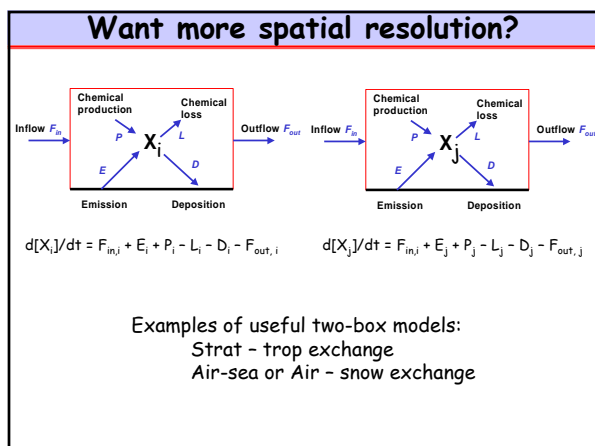 Want more spatial resolution?
Chemical production
Chemical loss
Inflow F_in
P
L
X_i
Outflow F_out
E
D
Emission
Deposition
Chemical production
Chemical loss
Inflow F_in
P
L
X_j
Outflow F_out
E
D
Emission
Deposition
d[X_i]/dt = F_in,i + E_i + P_i – L_i – D_i – F_out, i
d[X_j]/dt = F_in,i + E_j + P_j – L_j – D_j – F_out, j
Examples of useful two-box models:
Strat – trop exchange
Air-sea or Air – snow exchange